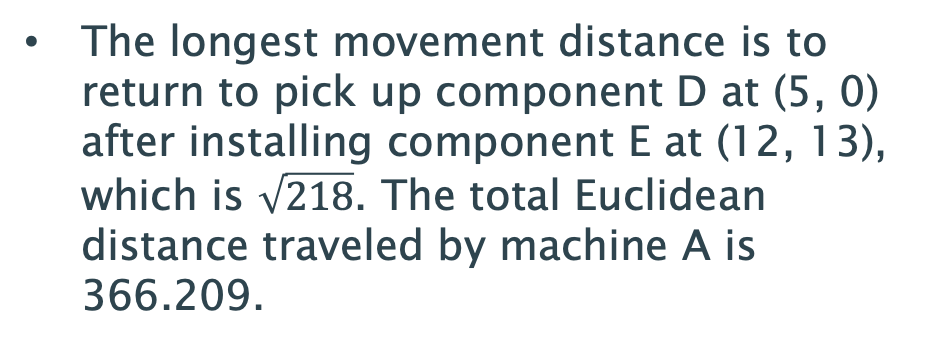 • The longest movement distance is to
return to pick up component D at (5, 0)
after installing component E at (12, 13),
which is √218. The total Euclidean
distance traveled by machine A is
366.209.